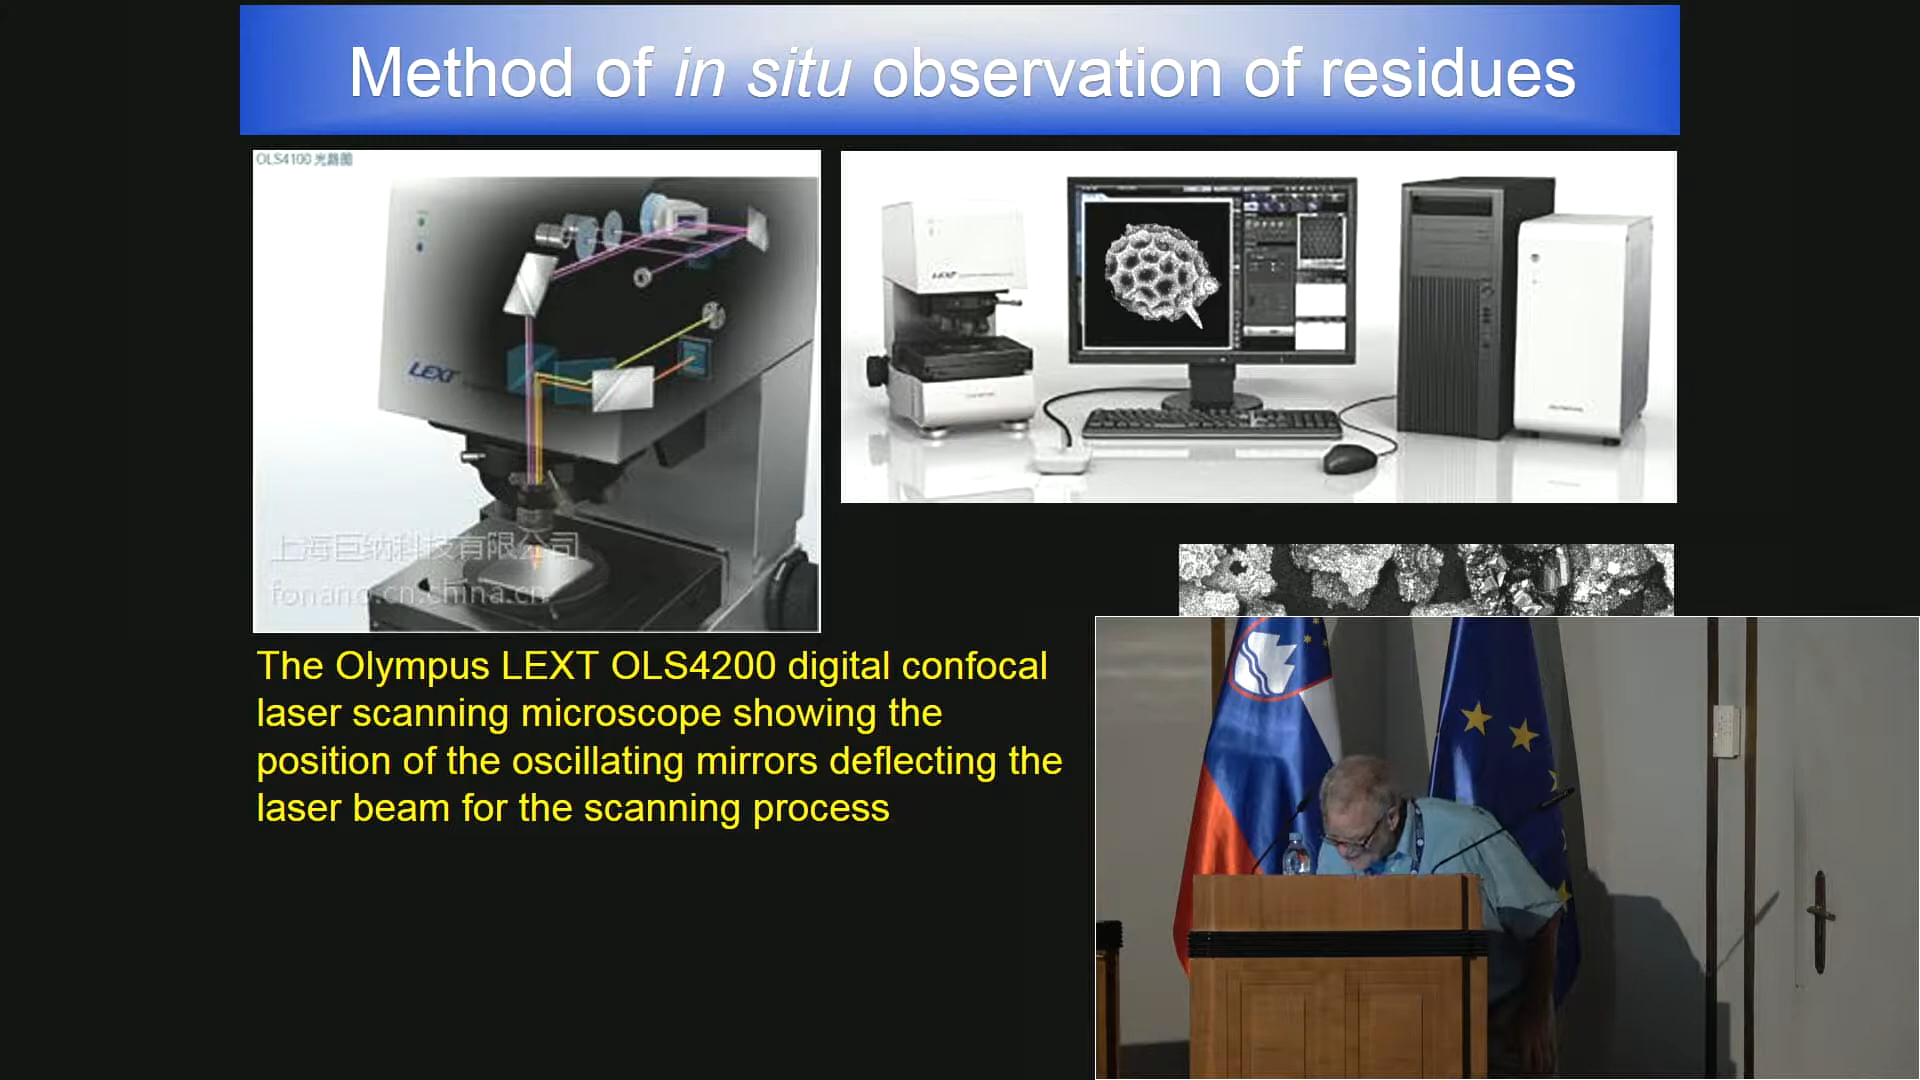 Method of in situ observation of residues
OLS4100 光路图
LEXT
上海巨纳科技有限公司
fonano.cn.china.cn
LEXT
The Olympus LEXT OLS4200 digital confocal
laser scanning microscope showing the
position of the oscillating mirrors deflecting the
laser beam for the scanning process